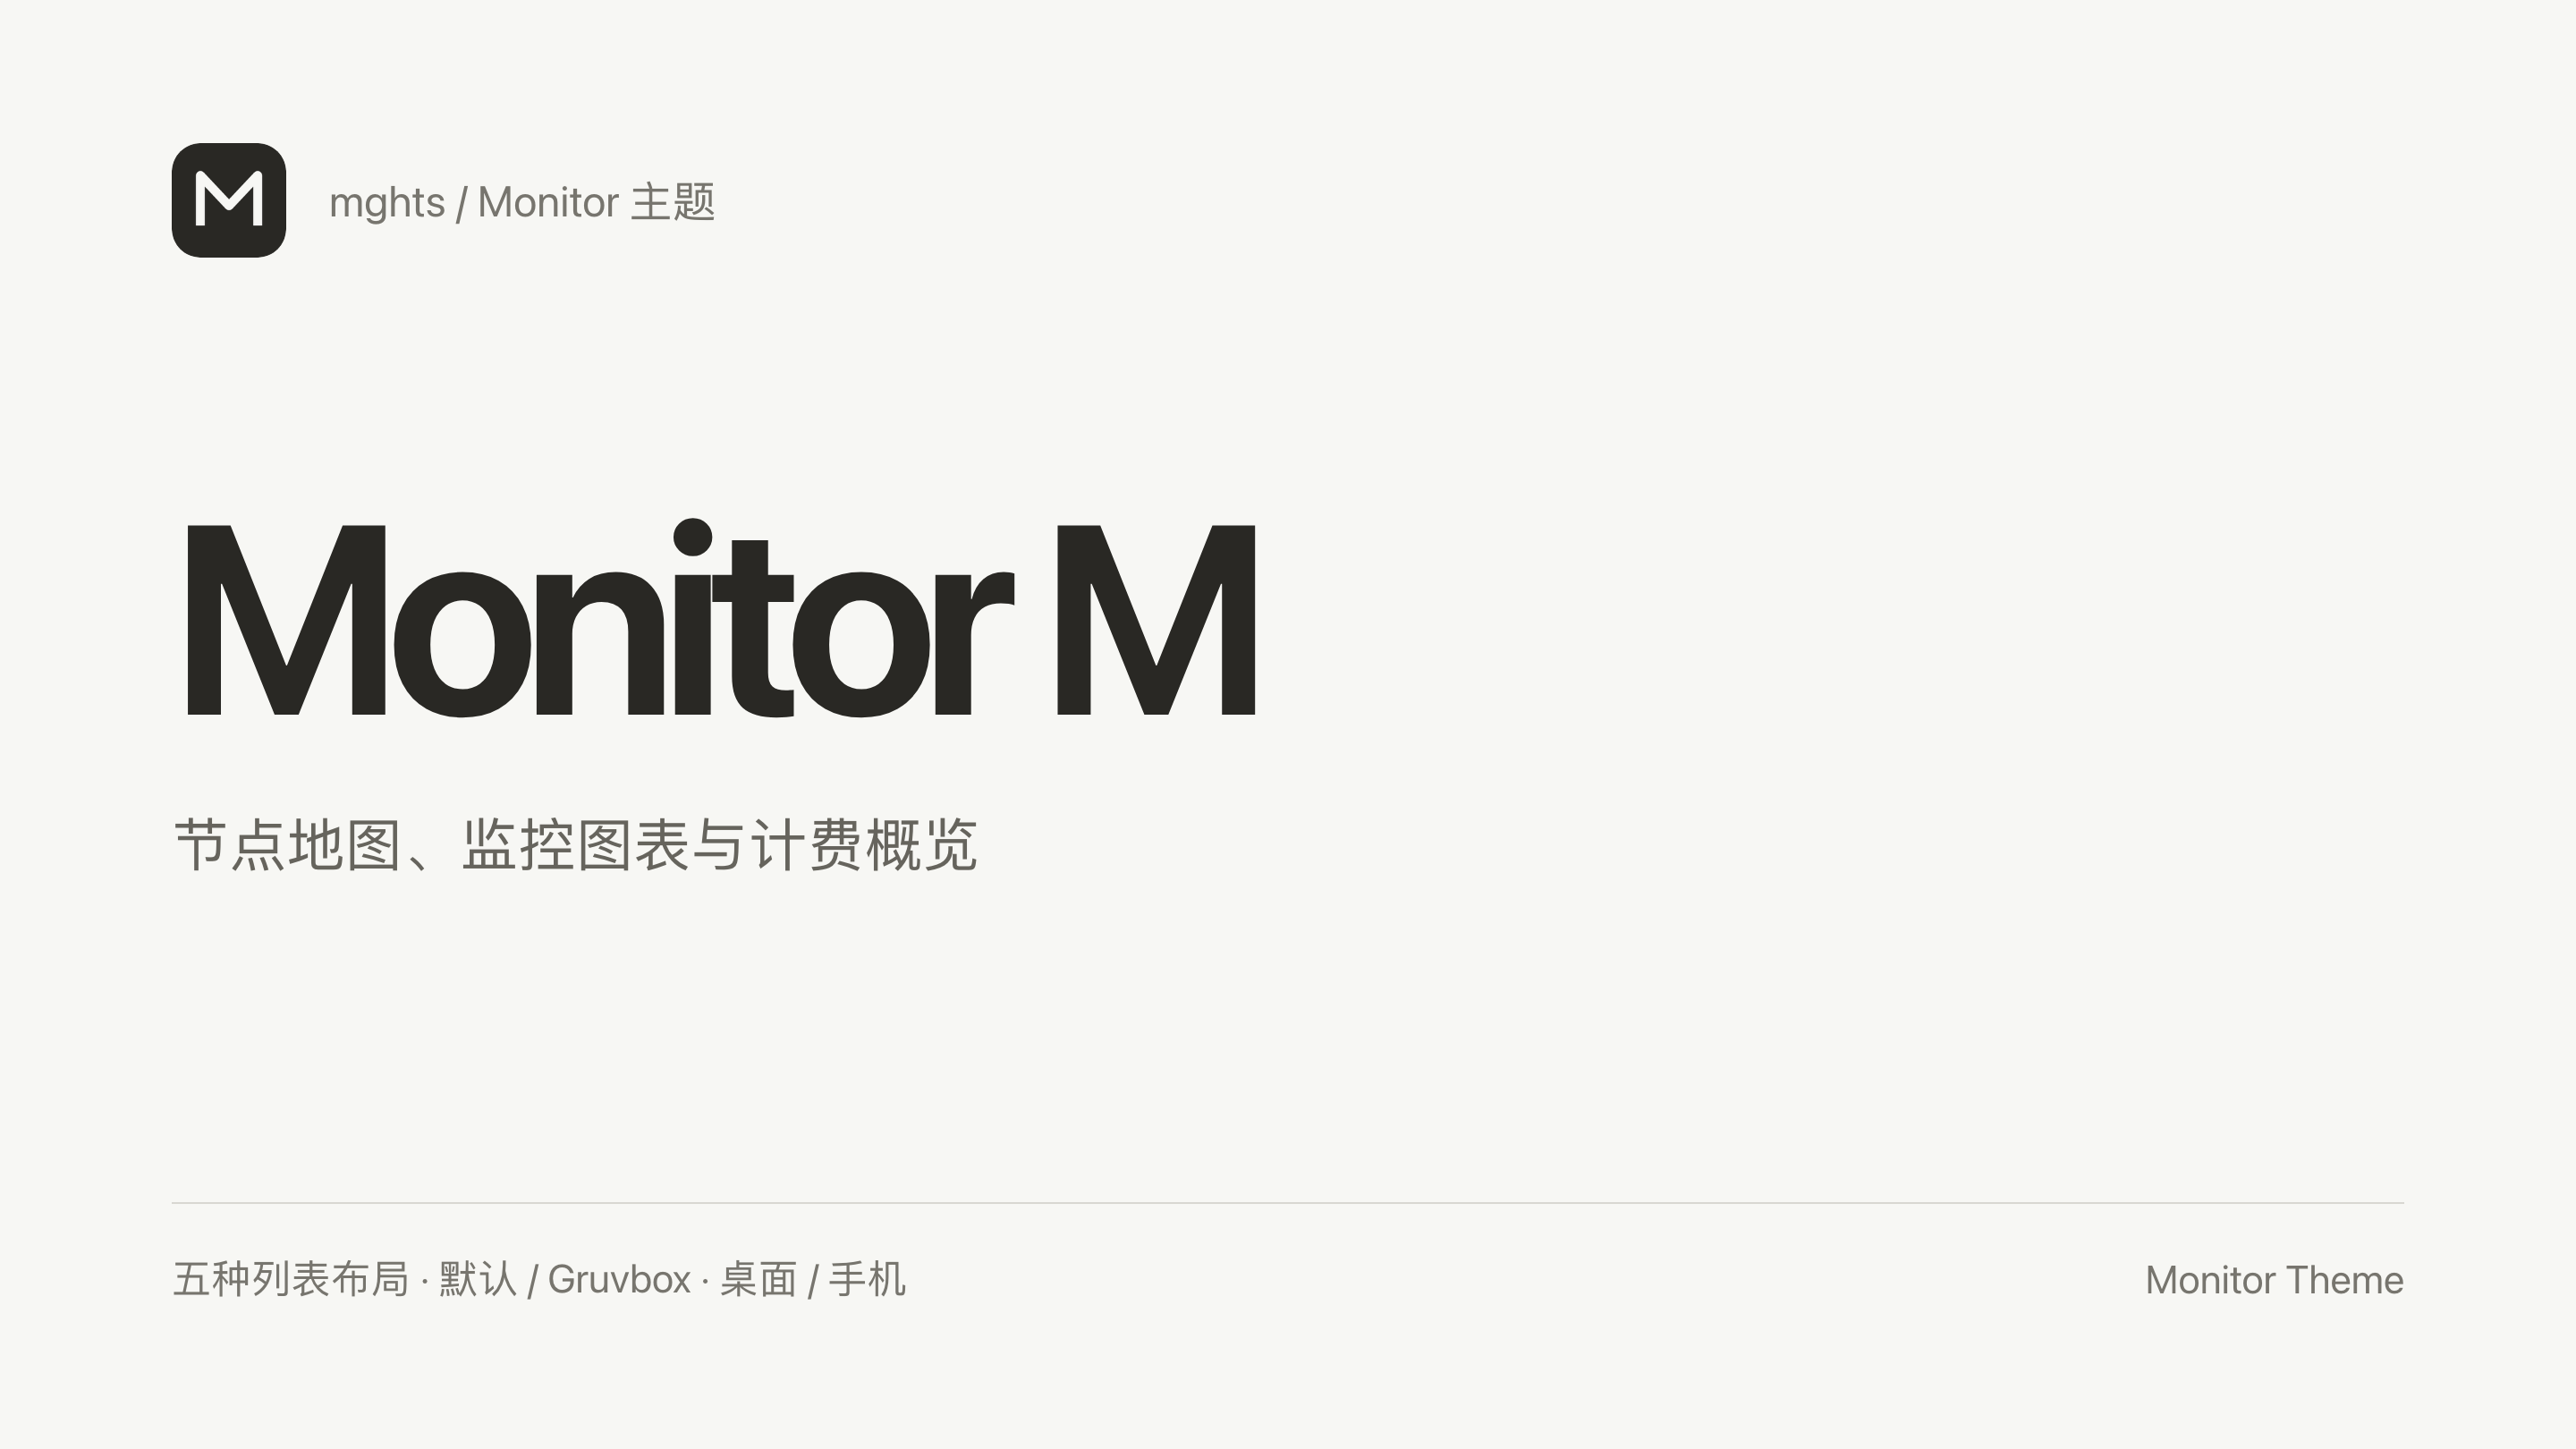 M
mghts / Monitor 主题
Monitor M
节点地图、监控图表与计费概览
五种列表布局 · 默认 / Gruvbox · 桌面 / 手机
Monitor Theme